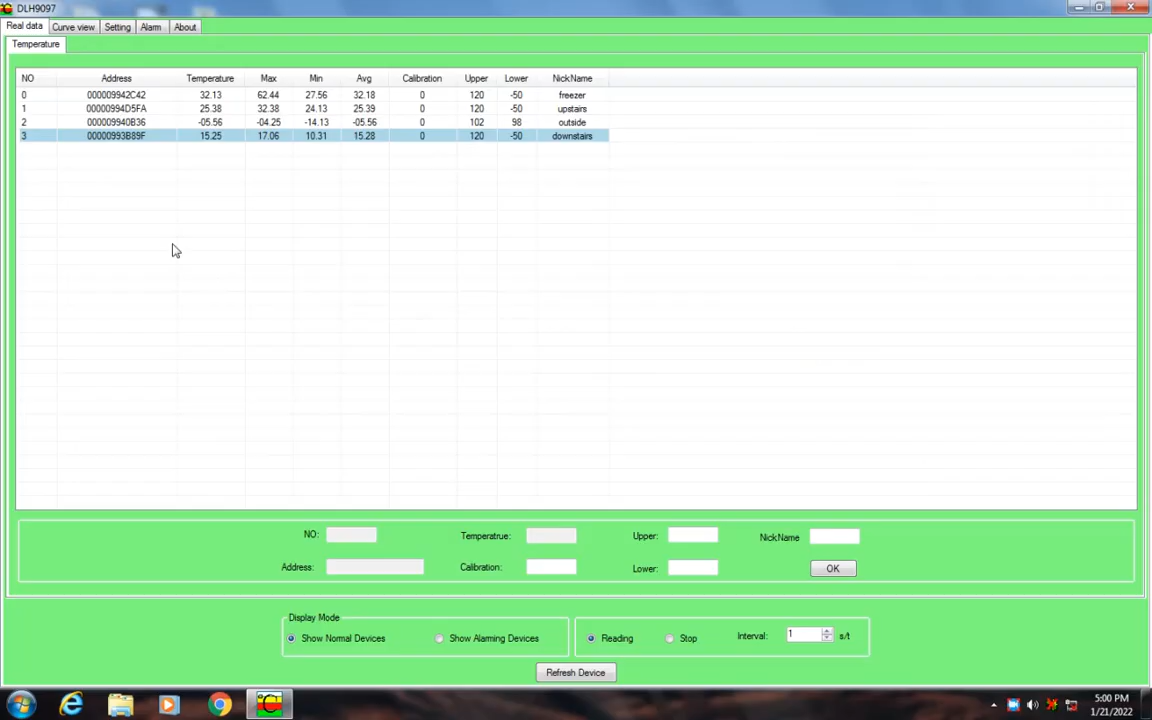 DLH9097
Real data Curve view Setting Alarm About
Temperature
NO Address Temperature Max Min Avg Calibration Upper Lower NickName
0 000009942C42 32.13 62.44 27.56 32.18 0 120 -50 freezer
1 00000994D5FA 25.38 32.38 24.13 25.39 0 120 -50 upstairs
2 000009940B36 -05.56 -04.25 -14.13 -05.56 0 102 98 outside
3 00000993B89F 15.25 17.06 10.31 15.28 0 120 -50 downstairs
NO: Temperatrue: Upper: NickName
Address: Calibration: Lower: OK
Display Mode
Show Normal Devices Show Alarming Devices Reading Stop Interval: 1 s/t
Refresh Device
5:00 PM
1/21/2022